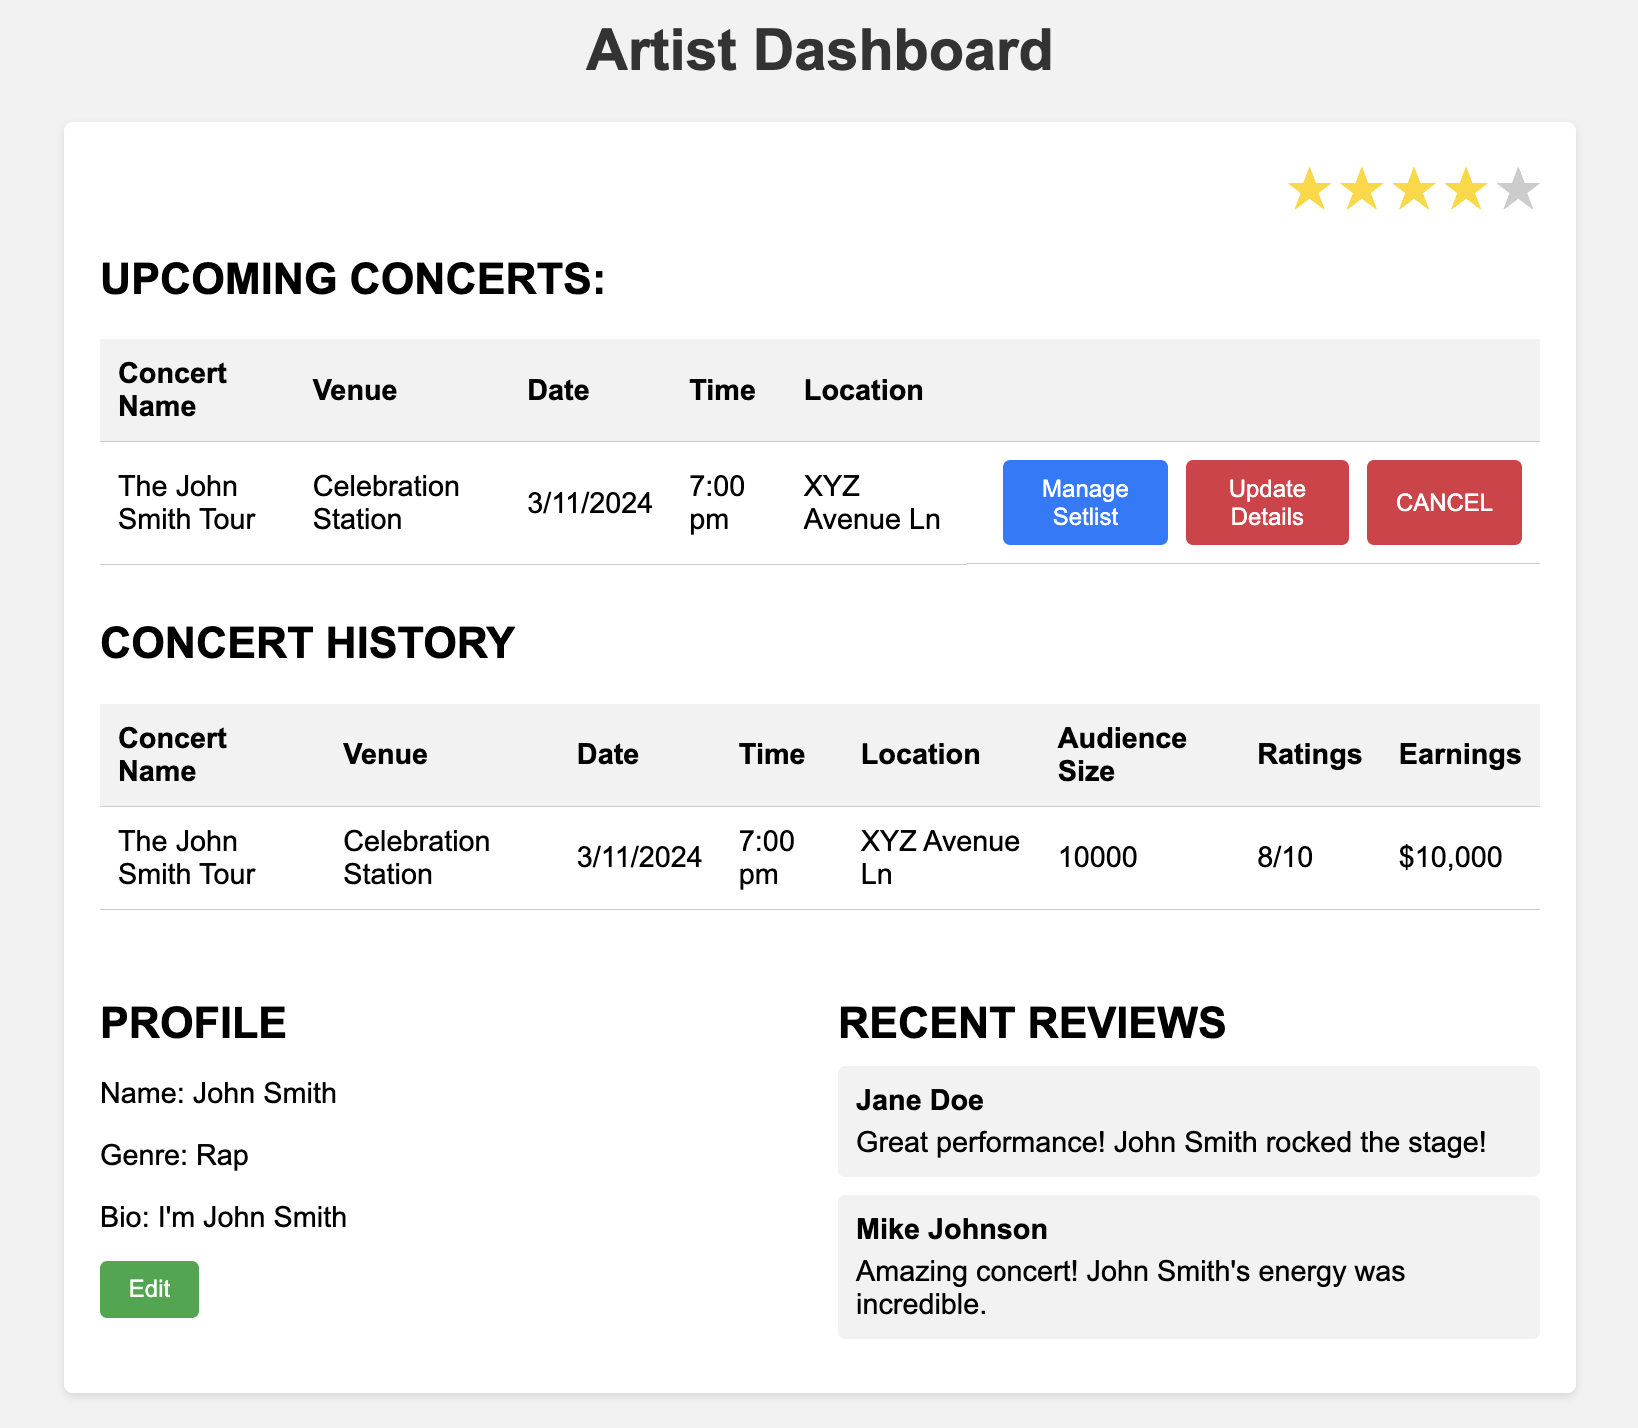 Artist Dashboard
UPCOMING CONCERTS:
Concert Name Venue Date Time Location
The John Smith Tour Celebration Station 3/11/2024 7:00 pm XYZ Avenue Ln Manage Setlist Update Details CANCEL
CONCERT HISTORY
Concert Name Venue Date Time Location Audience Size Ratings Earnings
The John Smith Tour Celebration Station 3/11/2024 7:00 pm XYZ Avenue Ln 10000 8/10 $10,000
PROFILE
Name: John Smith
Genre: Rap
Bio: I'm John Smith
Edit
RECENT REVIEWS
Jane Doe
Great performance! John Smith rocked the stage!
Mike Johnson
Amazing concert! John Smith's energy was
incredible.